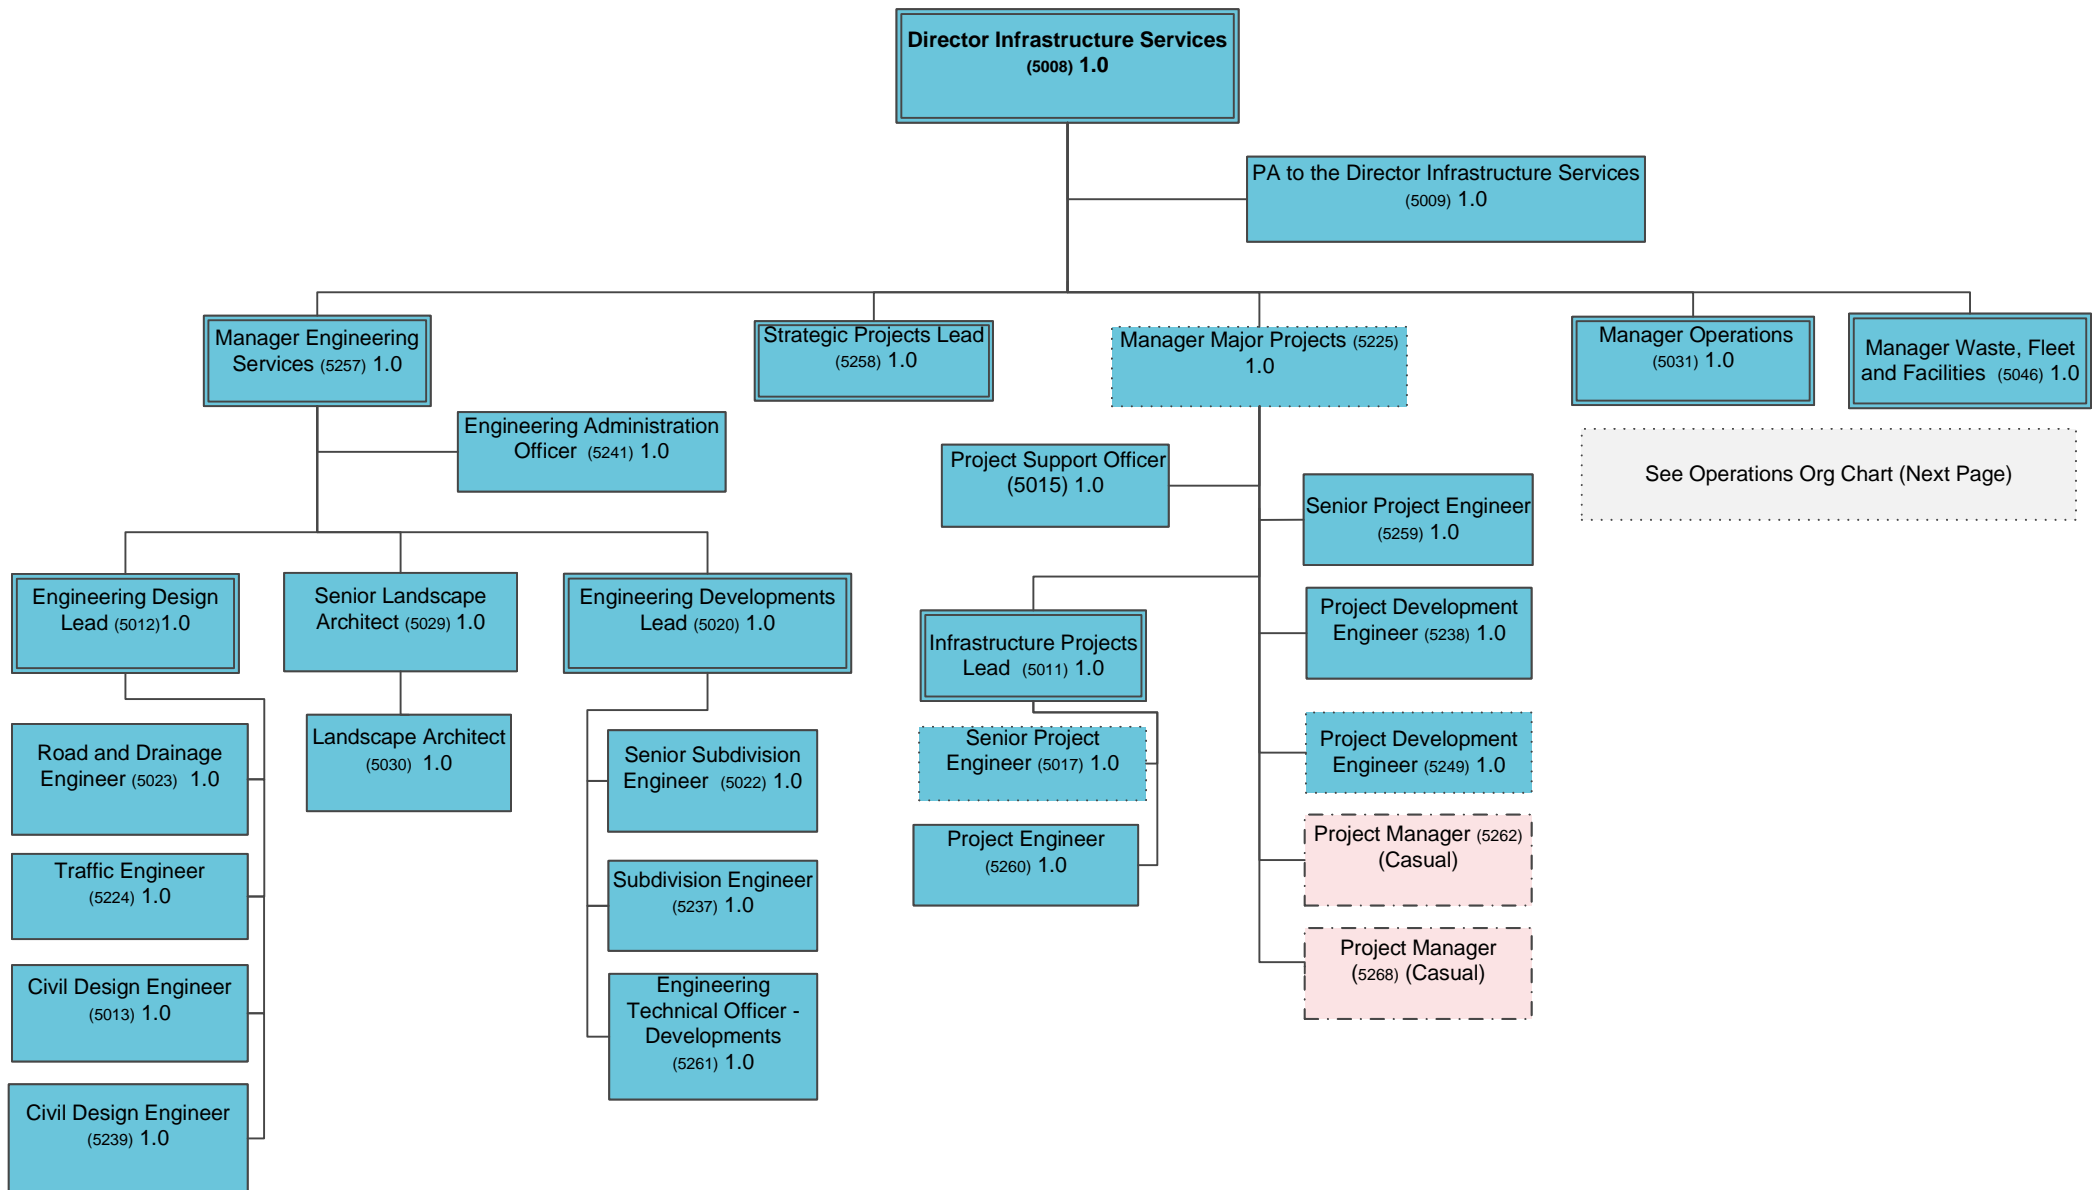 Director Infrastructure Services
(5008) 1.0
PA to the Director Infrastructure Services
(5009) 1.0
Manager Engineering
Services (5257) 1.0
Strategic Projects Lead
(5258) 1.0
Manager Major Projects (5225)
1.0
Manager Operations
(5031) 1.0
Manager Waste, Fleet
and Facilities (5046) 1.0
Engineering Administration
Officer (5241) 1.0
Project Support Officer
(5015) 1.0
Senior Project Engineer
(5259) 1.0
See Operations Org Chart (Next Page)
Engineering Design
Lead (5012)1.0
Senior Landscape
Architect (5029) 1.0
Engineering Developments
Lead (5020) 1.0
Infrastructure Projects
Lead (5011) 1.0
Project Development
Engineer (5238) 1.0
Road and Drainage
Engineer (5023) 1.0
Landscape Architect
(5030) 1.0
Senior Subdivision
Engineer (5022) 1.0
Senior Project
Engineer (5017) 1.0
Project Development
Engineer (5249) 1.0
Traffic Engineer
(5224) 1.0
Subdivision Engineer
(5237) 1.0
Project Engineer
(5260) 1.0
Project Manager (5262)
(Casual)
Civil Design Engineer
(5013) 1.0
Engineering
Technical Officer -
Developments
(5261) 1.0
Project Manager
(5268) (Casual)
Civil Design Engineer
(5239) 1.0